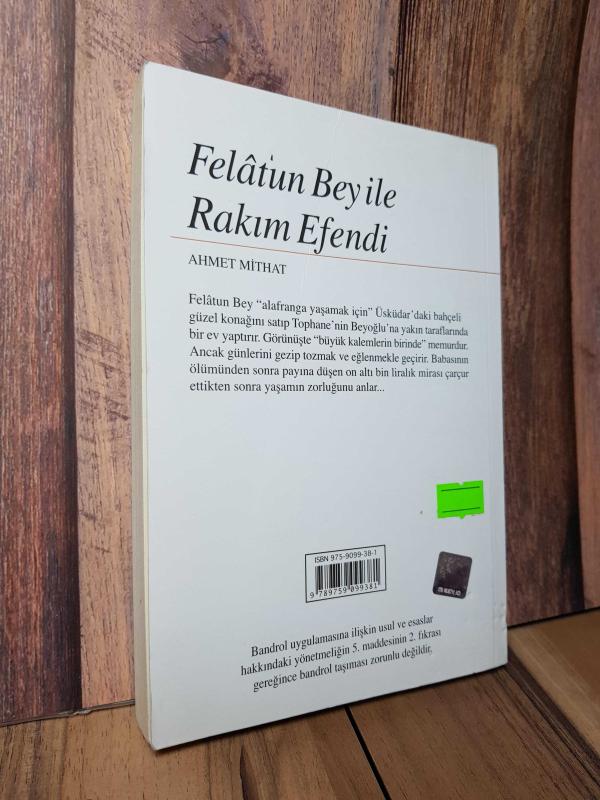 Felâtun Bey ile
Rakım Efendi
AHMET MİTHAT
Felâtun Bey “alafranga yaşamak için” Üsküdar’daki bahçeli
güzel konağını satıp Tophane’nin Beyoğlu’na yakın taraflarında
bir ev yaptırır. Görünüşte “büyük kalemlerin birinde” memurdur.
Ancak günlerini gezip tozmak ve eğlenmekle geçirir. Babasının
ölümünden sonra payına düşen on altı bin liralık mirası çarçur
ettikten sonra yaşamın zorluğunu anlar...
ISBN 975-9099-38-1
9 789759 099381
Bandrol uygulamasına ilişkin usul ve esaslar
hakkındaki yönetmeliğin 5. maddesinin 2. fıkrası
gereğince bandrol taşıması zorunlu değildir.